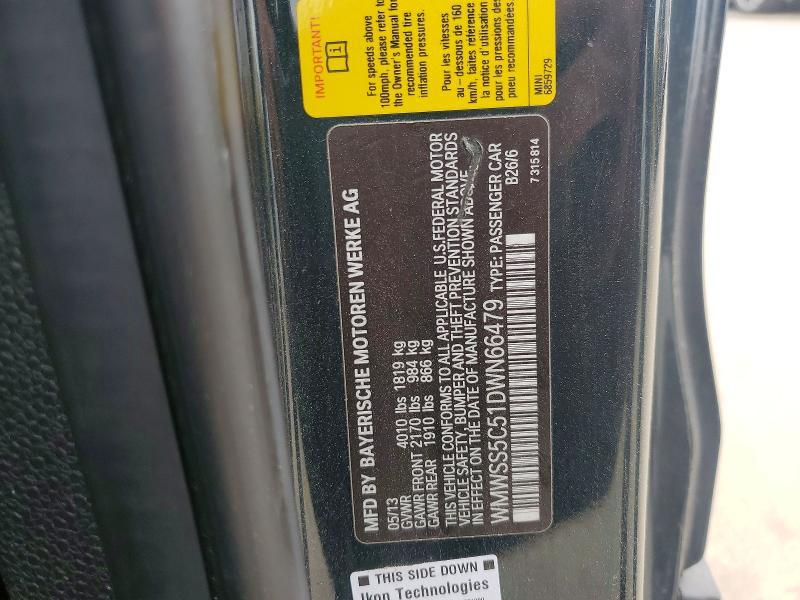 IMPORTANT!
For speeds above
100mph, please refer to
the Owner's Manual for
recommended tire
inflation pressures.
Pour les vitesses
au-dessous de 160
km/h, faites référence
la notice d'utilisation
pour les pressions des
pneu recommandées
MINI
6859729
MFD BY BAYERISCHE MOTOREN WERKE AG
05/13
GVWR 4010 lbs 1819 kg
GAWR FRONT 2170 lbs 984 kg
GAWR REAR 1910 lbs 866 kg
THIS VEHICLE CONFORMS TO ALL APPLICABLE U.S.FEDERAL MOTOR
VEHICLE SAFETY, BUMPER AND THEFT PREVENTION STANDARDS
IN EFFECT ON THE DATE OF MANUFACTURE SHOWN ABOVE
WMWSS5C51DWN66479 TYPE: PASSENGER CAR
B26/6
7 315 814
THIS SIDE DOWN
Ikon Technologies